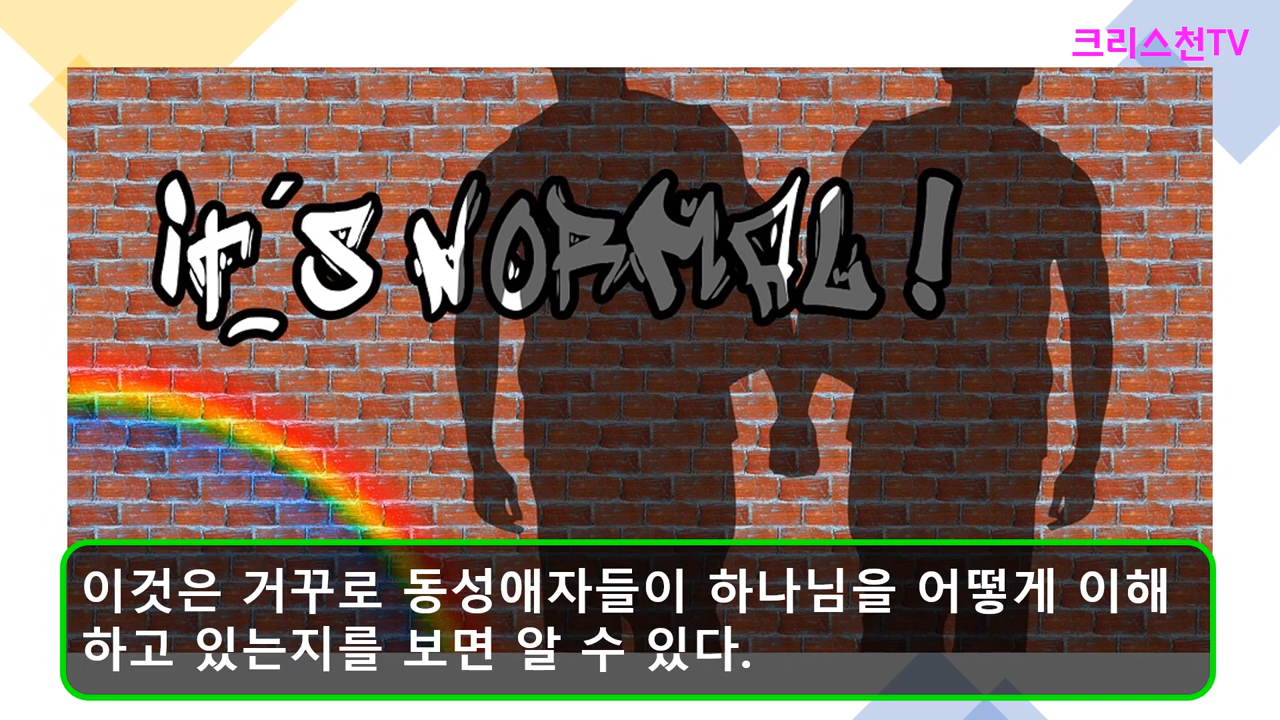 크리스천TV
iT´S NORMAL!
이것은 거꾸로 동성애자들이 하나님을 어떻게 이해
하고 있는지를 보면 알 수 있다.